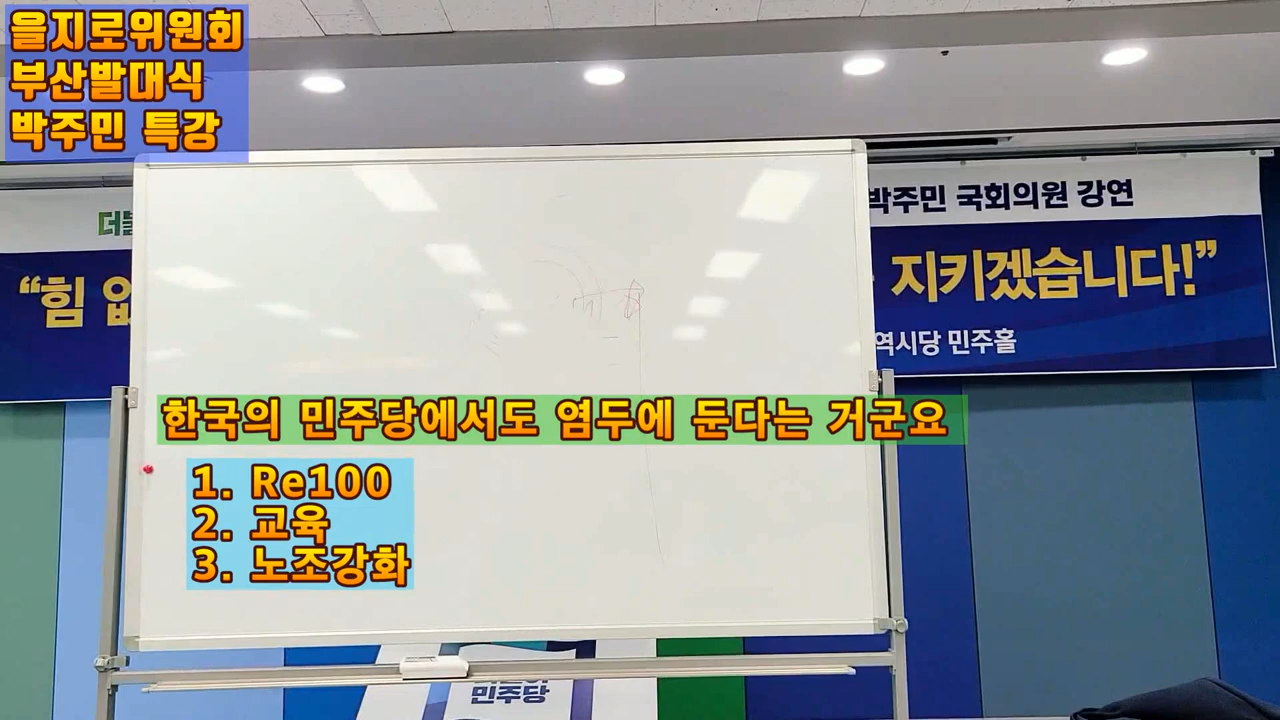 을지로위원회
부산발대식
박주민 특강
박주민 국회의원 강연
“힘 지키겠습니다!”
민주홀
한국의 민주당에서도 염두에 둔다는 거군요
1. Re100
2. 교육
3. 노조강화
민주당